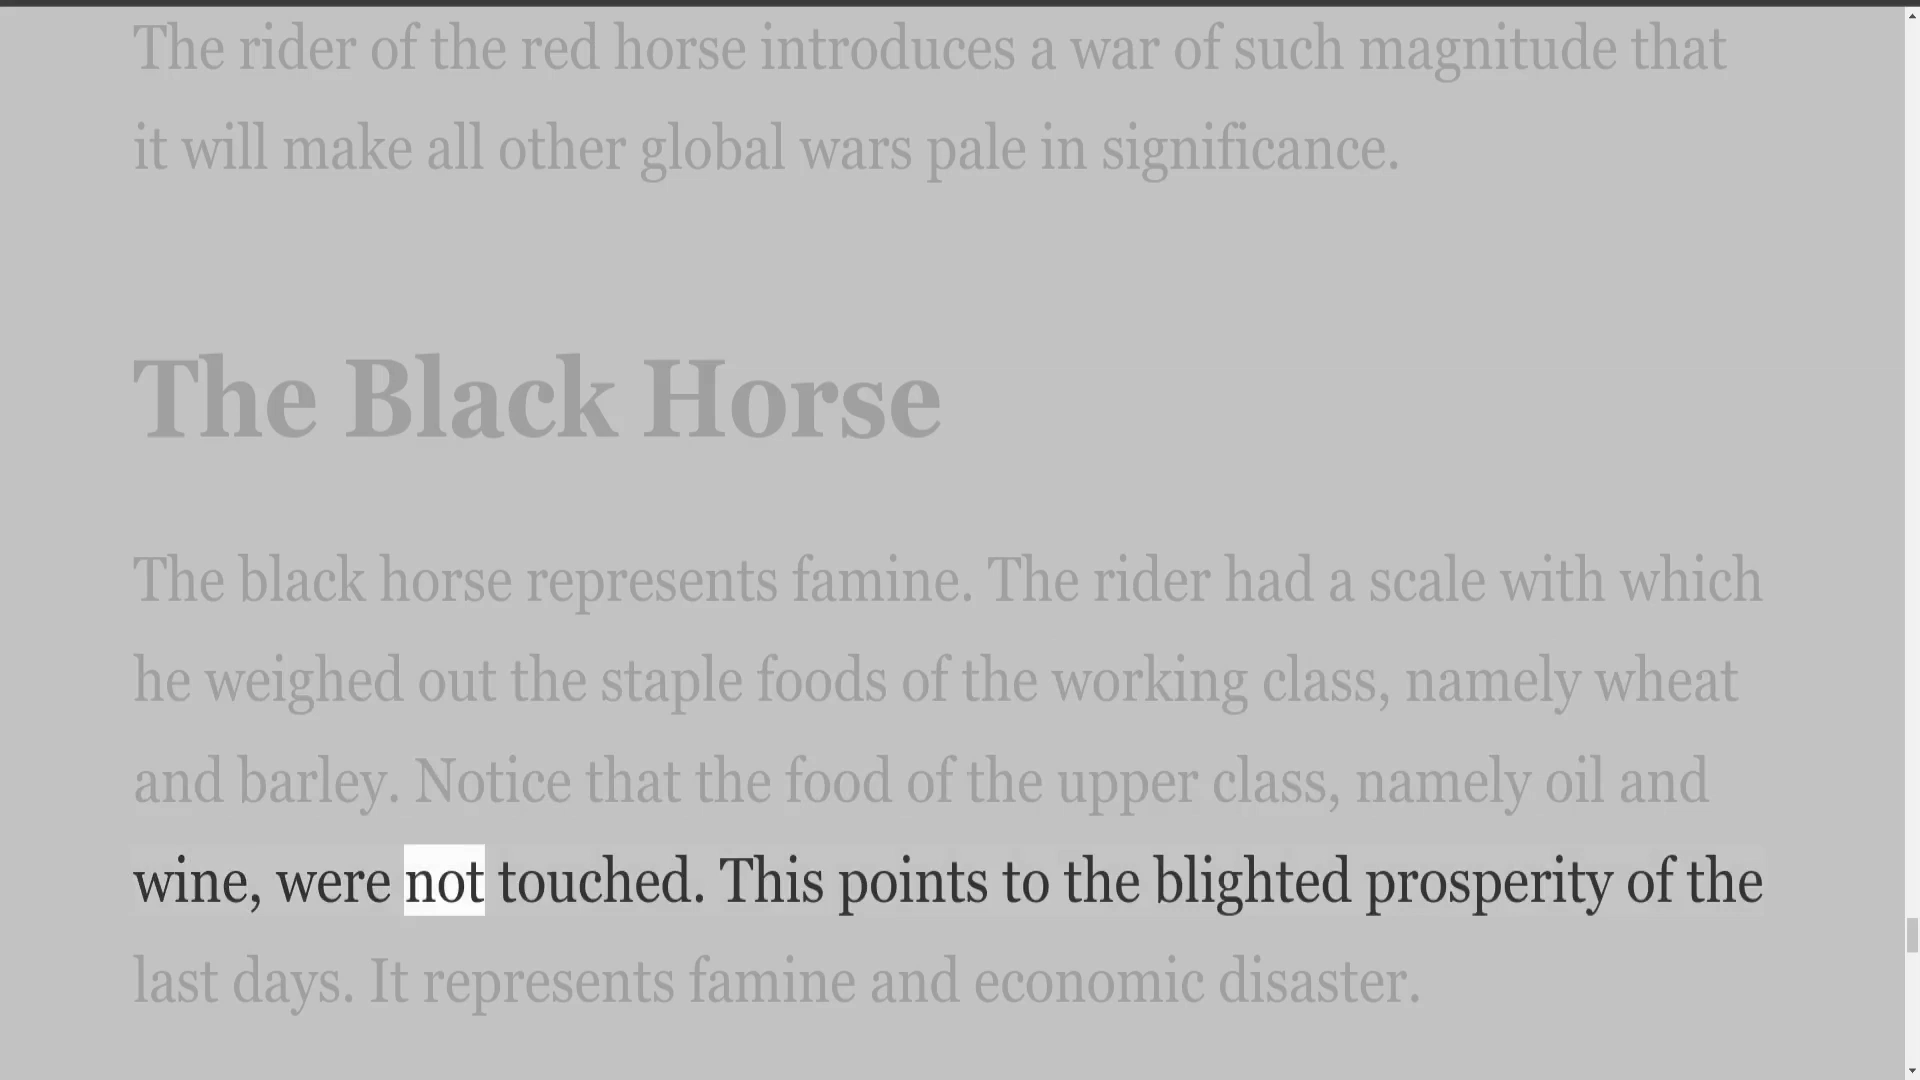 The rider of the red horse introduces a war of such magnitude that
it will make all other global wars pale in significance.
The Black Horse
The black horse represents famine. The rider had a scale with which
he weighed out the staple foods of the working class, namely wheat
and barley. Notice that the food of the upper class, namely oil and
wine, were not touched. This points to the blighted prosperity of the
last days. It represents famine and economic disaster.